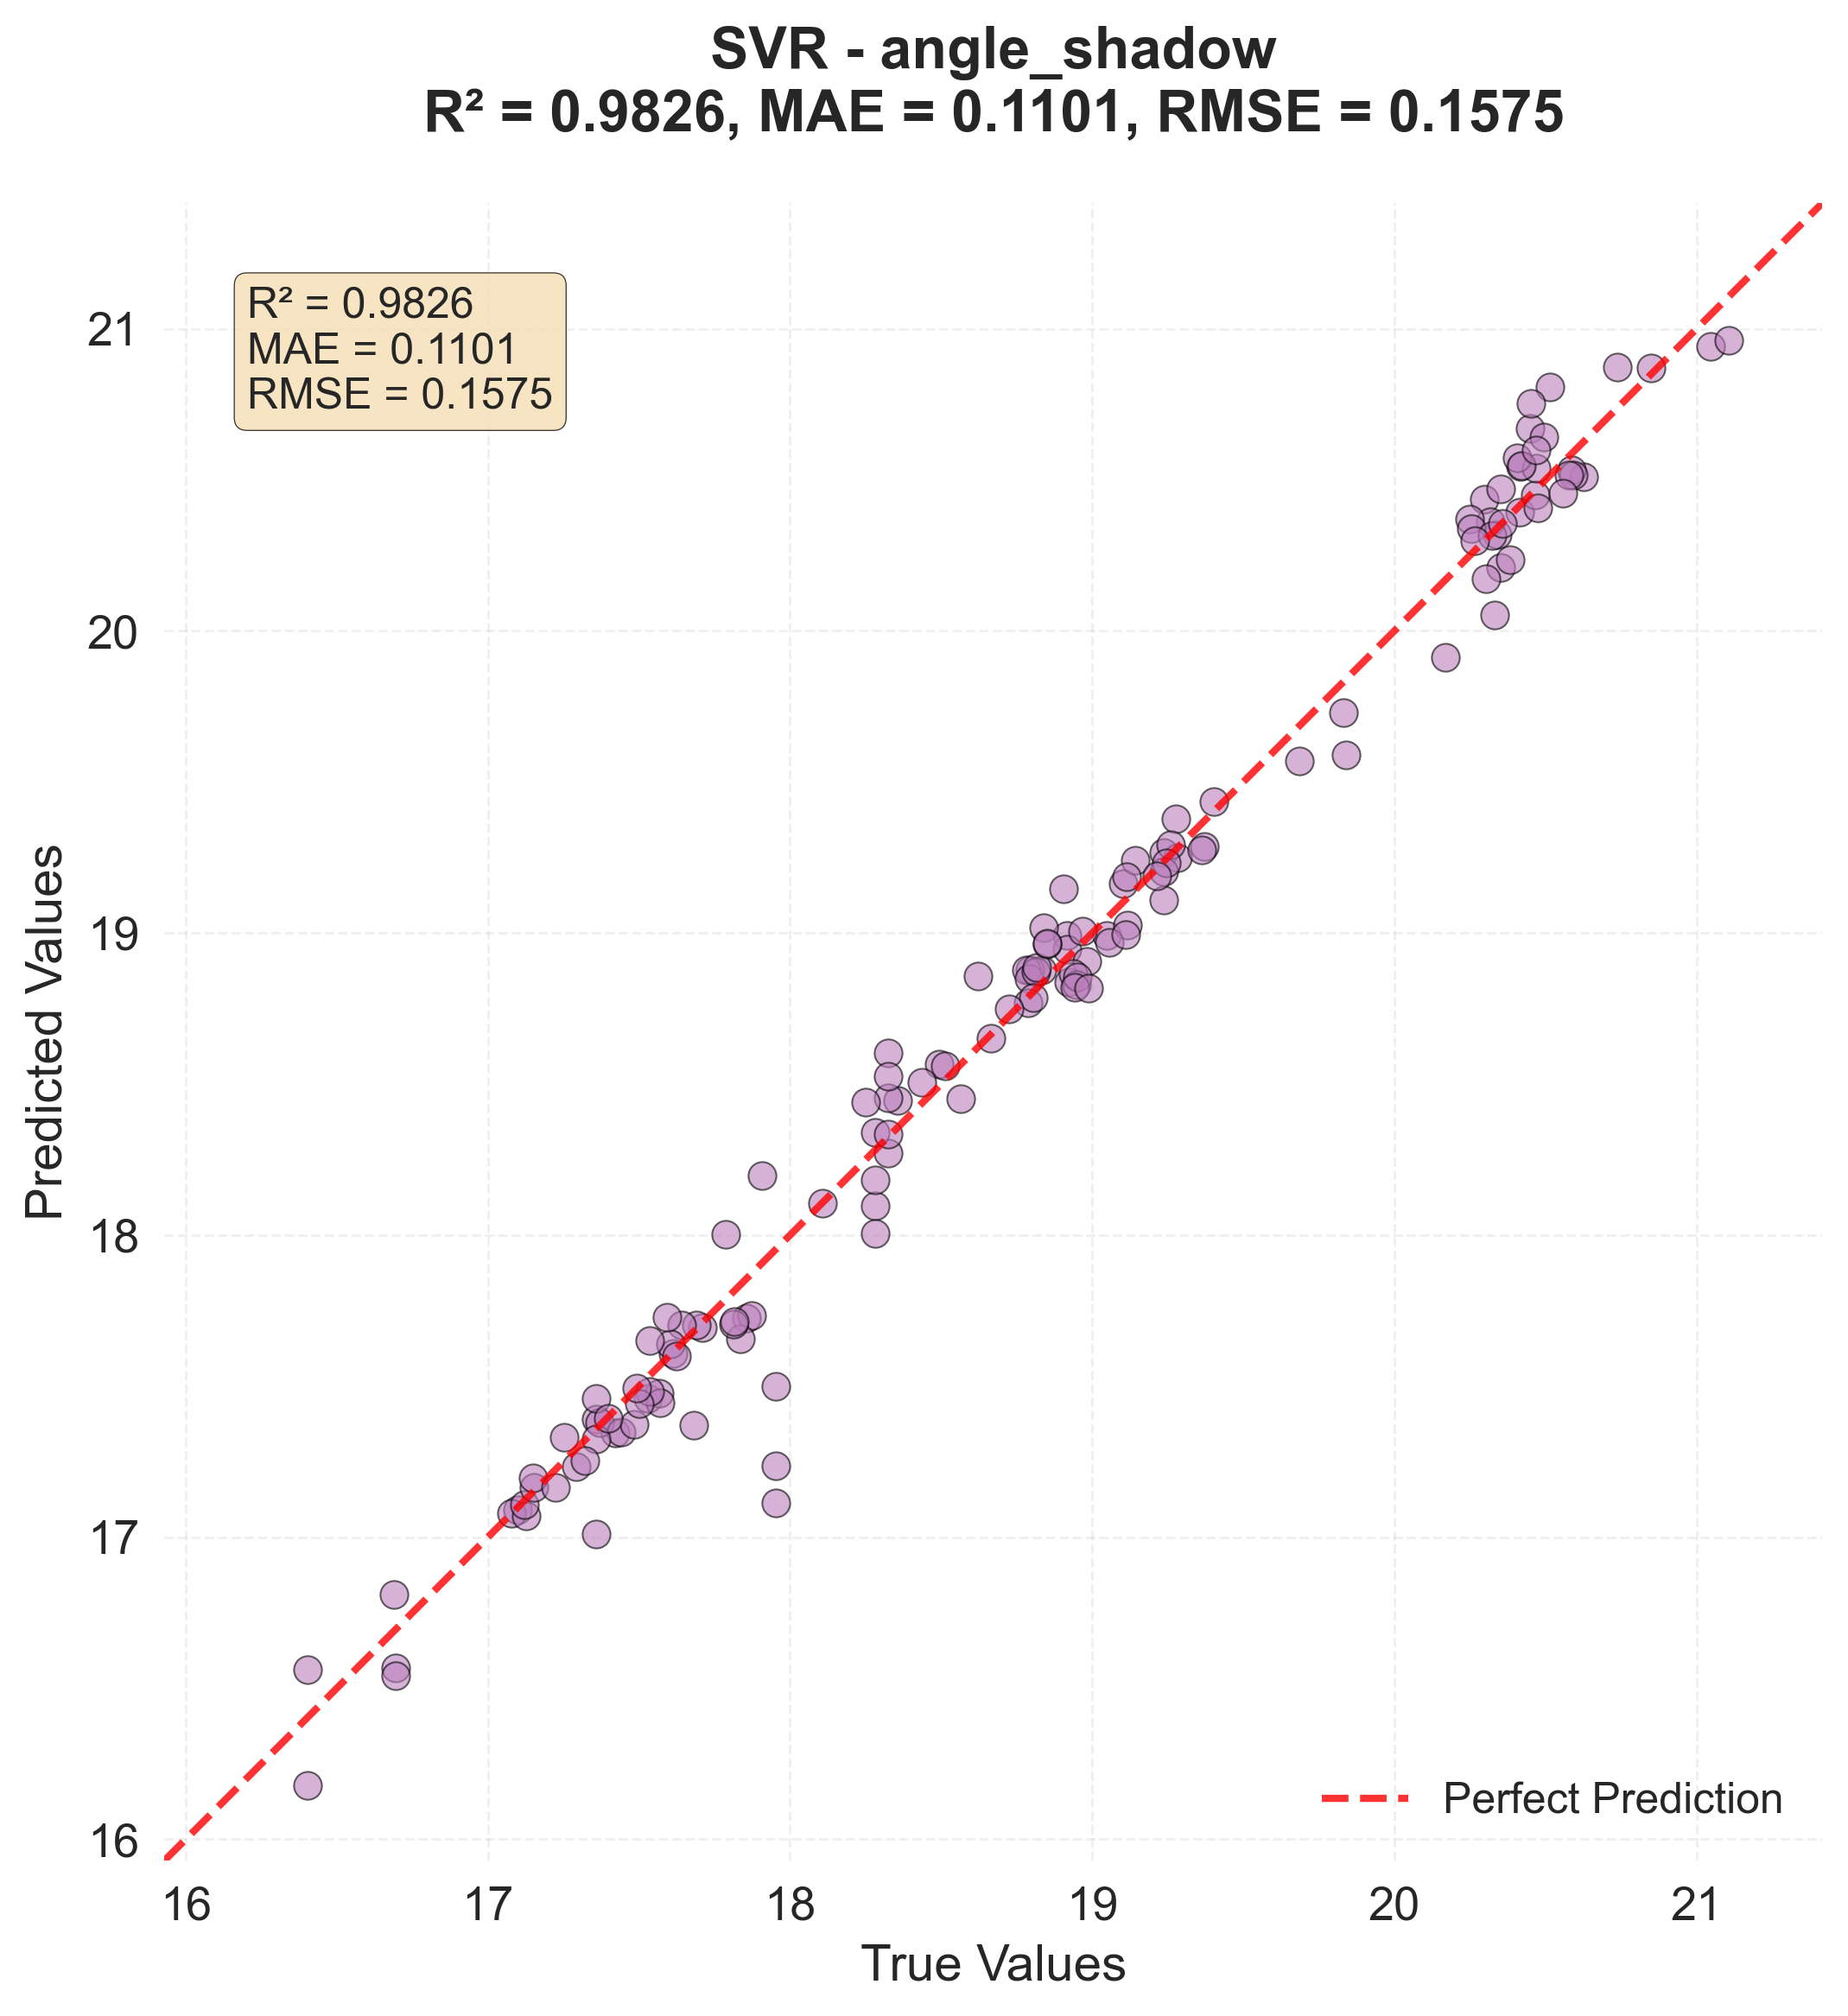 SVR - angle_shadow
R² = 0.9826, MAE = 0.1101, RMSE = 0.1575
R² = 0.9826
MAE = 0.1101
RMSE = 0.1575
21
20
19
18
17
16
Predicted Values
Perfect Prediction
16 17 18 19 20 21
True Values